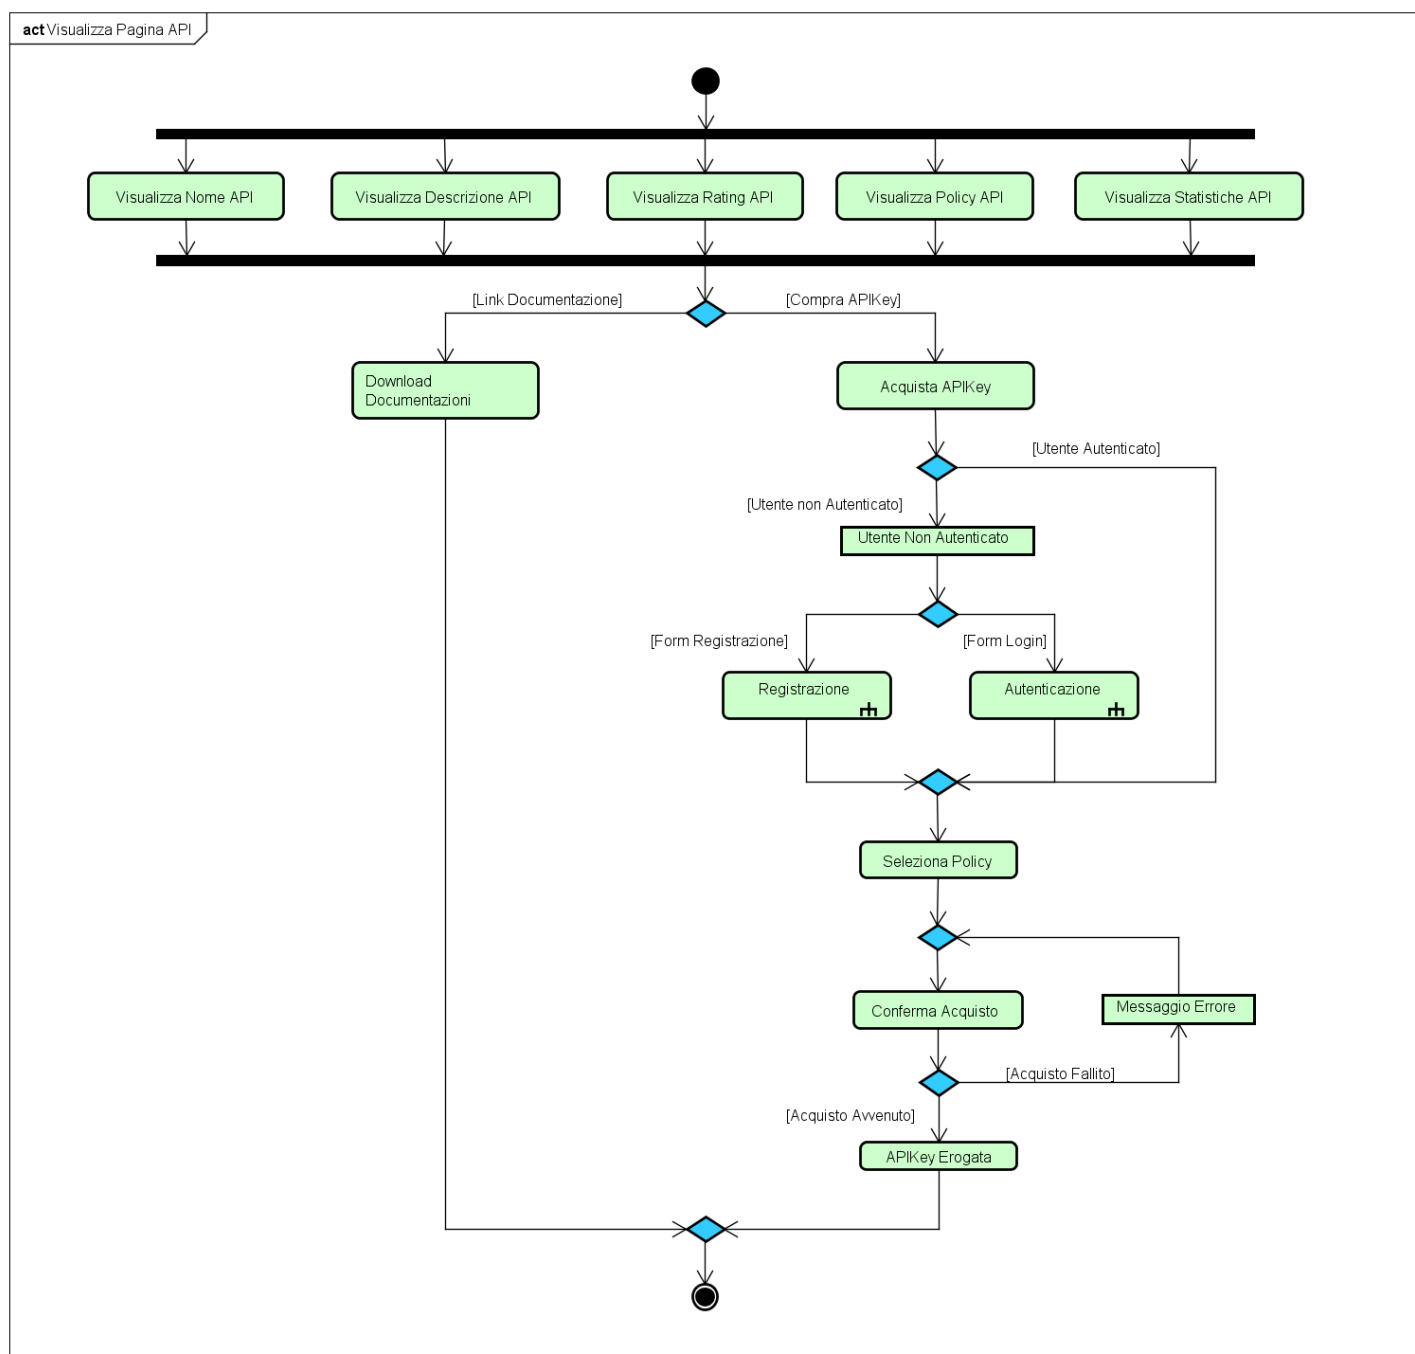 act Visualizza Pagina API
Visualizza Nome API
Visualizza Descrizione API
Visualizza Rating API
Visualizza Policy API
Visualizza Statistiche API
[Link Documentazione]
[Compra APIKey]
Download
Documentazioni
Acquista APIKey
[Utente Autenticato]
[Utente non Autenticato]
Utente Non Autenticato
[Form Registrazione]
[Form Login]
Registrazione
Autenticazione
Seleziona Policy
Conferma Acquisto
Messaggio Errore
[Acquisto Fallito]
[Acquisto Avvenuto]
APIKey Erogata